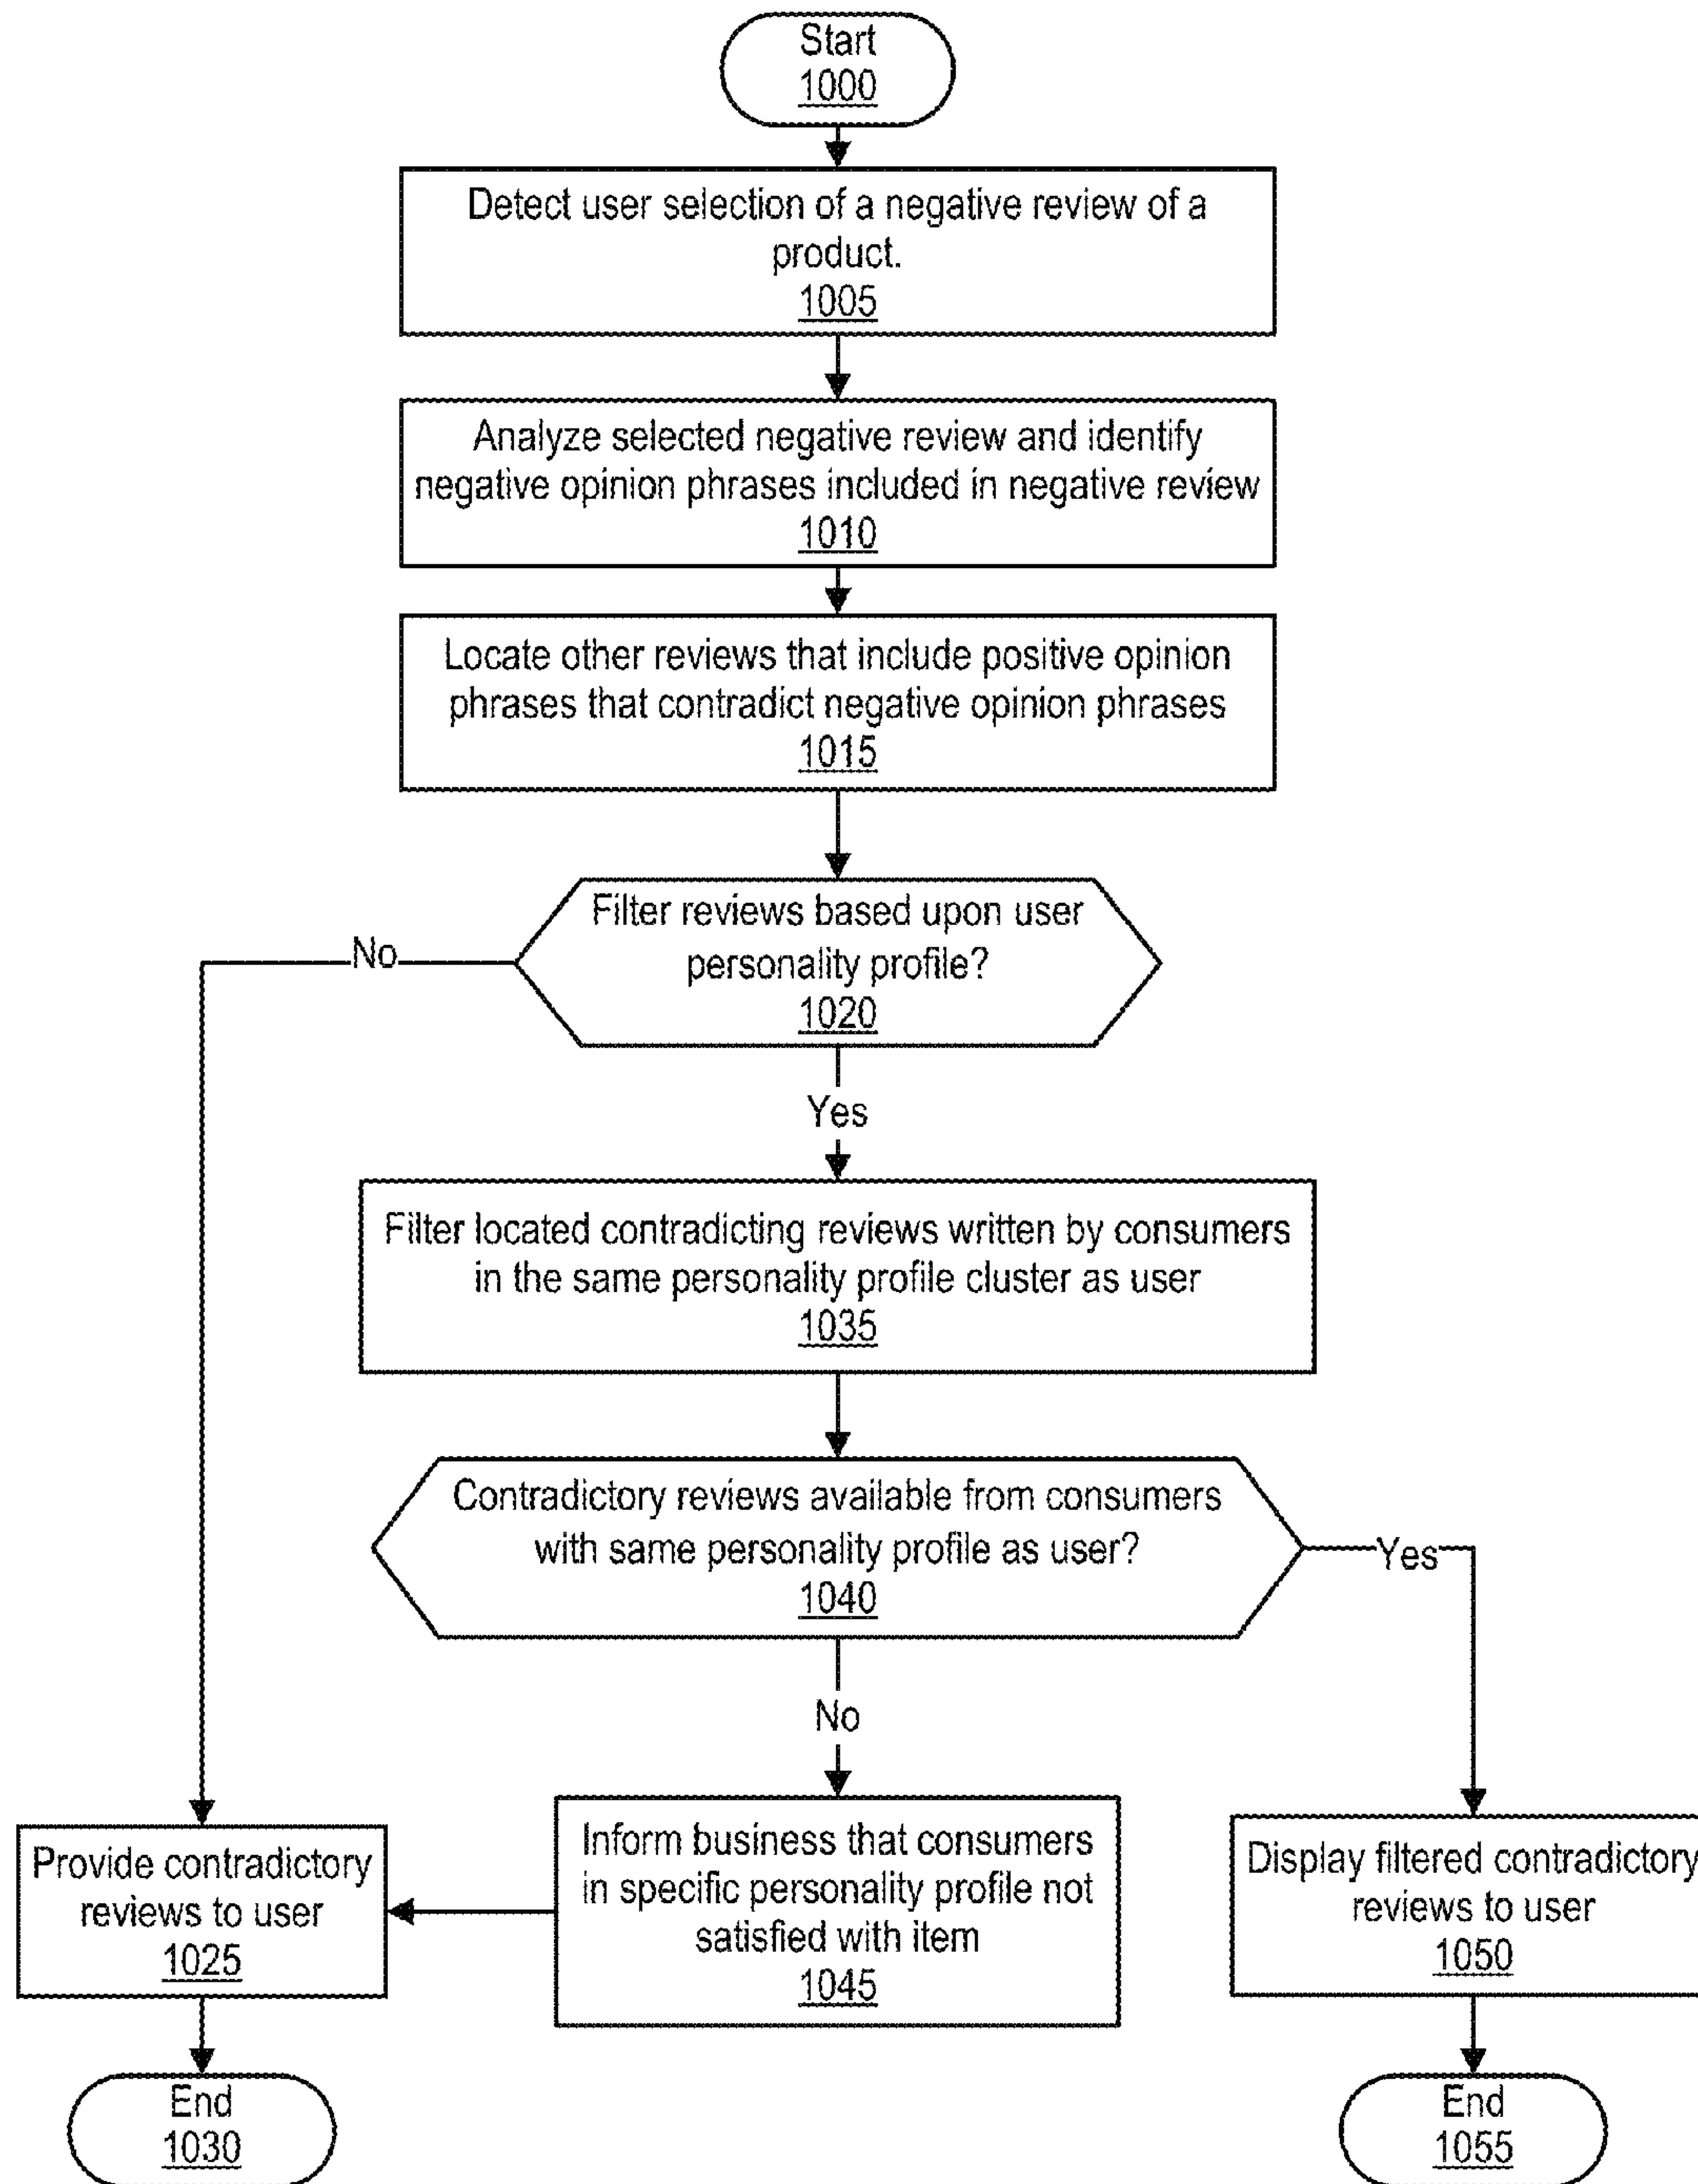 Start
1000
Detect user selection of a negative review of a
product.
1005
Analyze selected negative review and identify
negative opinion phrases included in negative review
1010
Locate other reviews that include positive opinion
phrases that contradict negative opinion phrases
1015
Filter reviews based upon user
personality profile?
1020
No
Yes
Filter located contradicting reviews written by consumers
in the same personality profile cluster as user
1035
Contradictory reviews available from consumers
with same personality profile as user?
1040
Yes
No
Provide contradictory
reviews to user
1025
Inform business that consumers
in specific personality profile not
satisfied with item
1045
Display filtered contradictory
reviews to user
1050
End
1030
End
1055